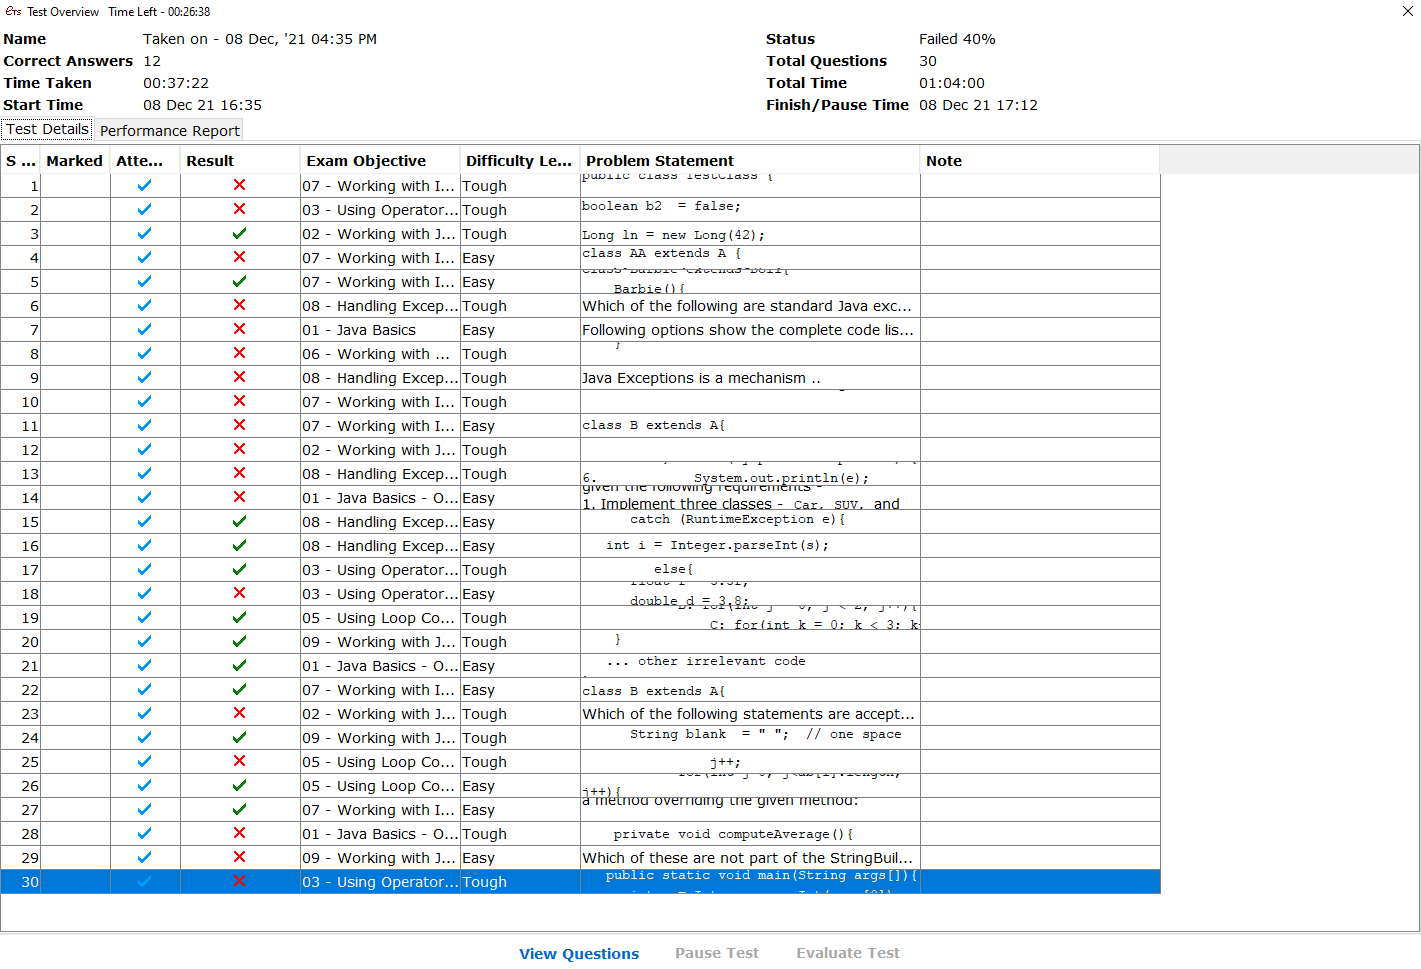 ets Test Overview Time Left - 00:26:38
Name Taken on - 08 Dec, '21 04:35 PM Status Failed 40%
Correct Answers 12 Total Questions 30
Time Taken 00:37:22 Total Time 01:04:00
Start Time 08 Dec 21 16:35 Finish/Pause Time 08 Dec 21 17:12
Test Details Performance Report
S ... Marked Atte... Result Exam Objective Difficulty Le... Problem Statement Note
1 07 - Working with I... Tough public class TestClass {
2 03 - Using Operator... Tough boolean b2 = false;
3 02 - Working with J... Tough Long ln = new Long(42);
4 07 - Working with I... Easy class AA extends A {
5 07 - Working with I... Easy class Barbie extends Doll{
Barbie(){
6 08 - Handling Excep... Tough Which of the following are standard Java exc...
7 01 - Java Basics Easy Following options show the complete code lis...
8 06 - Working with ... Tough }
9 08 - Handling Excep... Tough Java Exceptions is a mechanism ..
10 07 - Working with I... Tough
11 07 - Working with I... Easy class B extends A{
12 02 - Working with J... Tough
13 08 - Handling Excep... Tough
6. System.out.println(e);
14 01 - Java Basics - O... Easy given the following requirements -
1. Implement three classes - Car, SUV, and
15 08 - Handling Excep... Easy catch (RuntimeException e){
16 08 - Handling Excep... Easy int i = Integer.parseInt(s);
17 03 - Using Operator... Tough else{
18 03 - Using Operator... Easy
double d = 3.8;
19 05 - Using Loop Co... Tough B: for(int j = 0; j < 2; j++){
C: for(int k = 0; k < 3; k+
20 09 - Working with J... Tough }
21 01 - Java Basics - O... Easy ... other irrelevant code
22 07 - Working with I... Easy class B extends A{
23 02 - Working with J... Tough Which of the following statements are accept...
24 09 - Working with J... Tough String blank = " "; // one space
25 05 - Using Loop Co... Tough j++;
26 05 - Using Loop Co... Easy for(int j=0; j<ab[i].length;
j++){
27 07 - Working with I... Easy a method overriding the given method:
28 01 - Java Basics - O... Tough private void computeAverage(){
29 09 - Working with J... Easy Which of these are not part of the StringBuil...
30 03 - Using Operator... Tough public static void main(String args[]){
View Questions Pause Test Evaluate Test